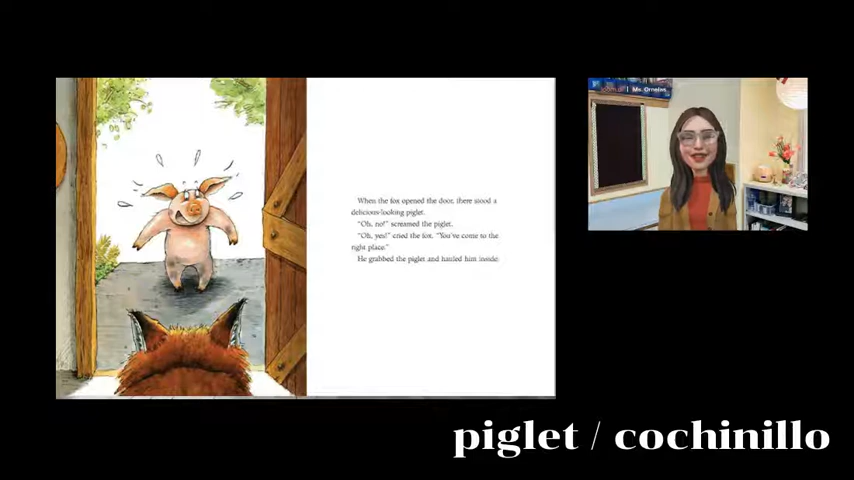 When the fox opened the door, there stood a
delicious-looking piglet.
"Oh, no!" screamed the piglet.
"Oh, yes!" cried the fox. "You've come to the
right place."
He grabbed the piglet and hauled him inside.
Ms. Ornelas
piglet / cochinillo